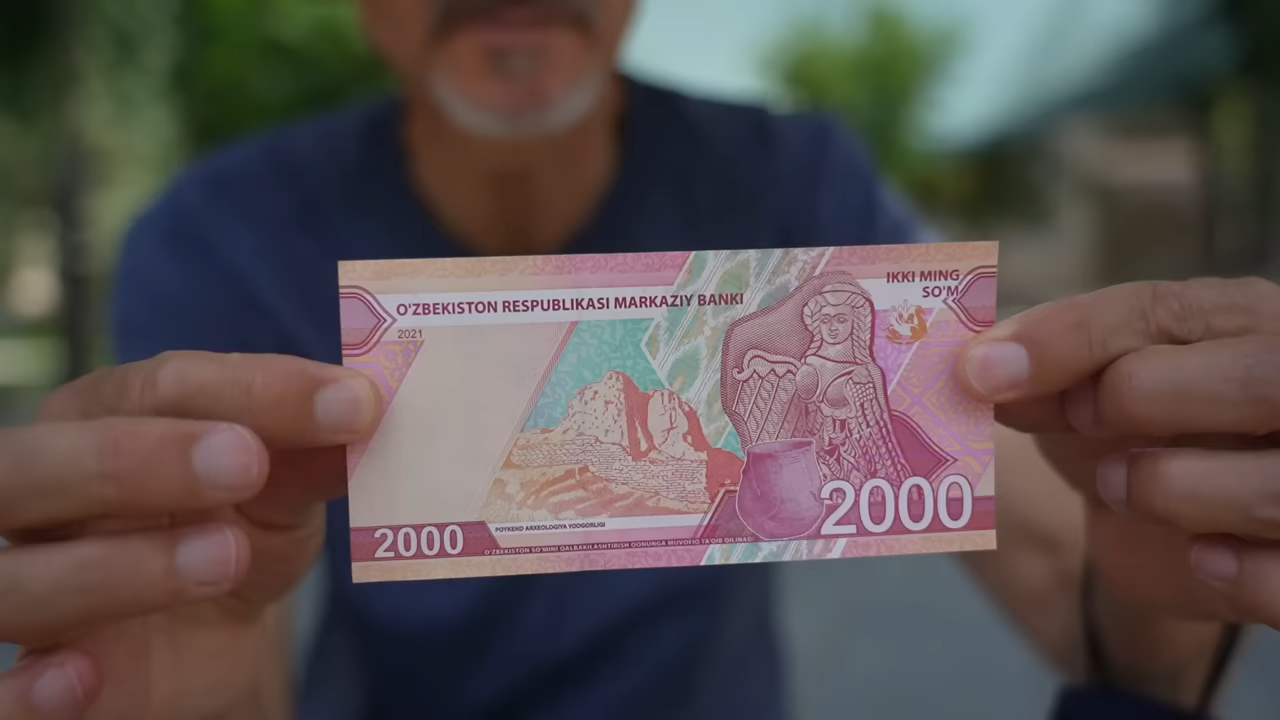 O'ZBEKISTON RESPUBLIKASI MARKAZIY BANKI
IKKI MING
SO'M
2021
2000
2000
POYKEND ARXEOLOGIYA YODGORLIGI
O'ZBEKISTON SO'MINI QALBAKILASHTIRISH QONUNGA MUVOFIQ TA'QIB QILINADI